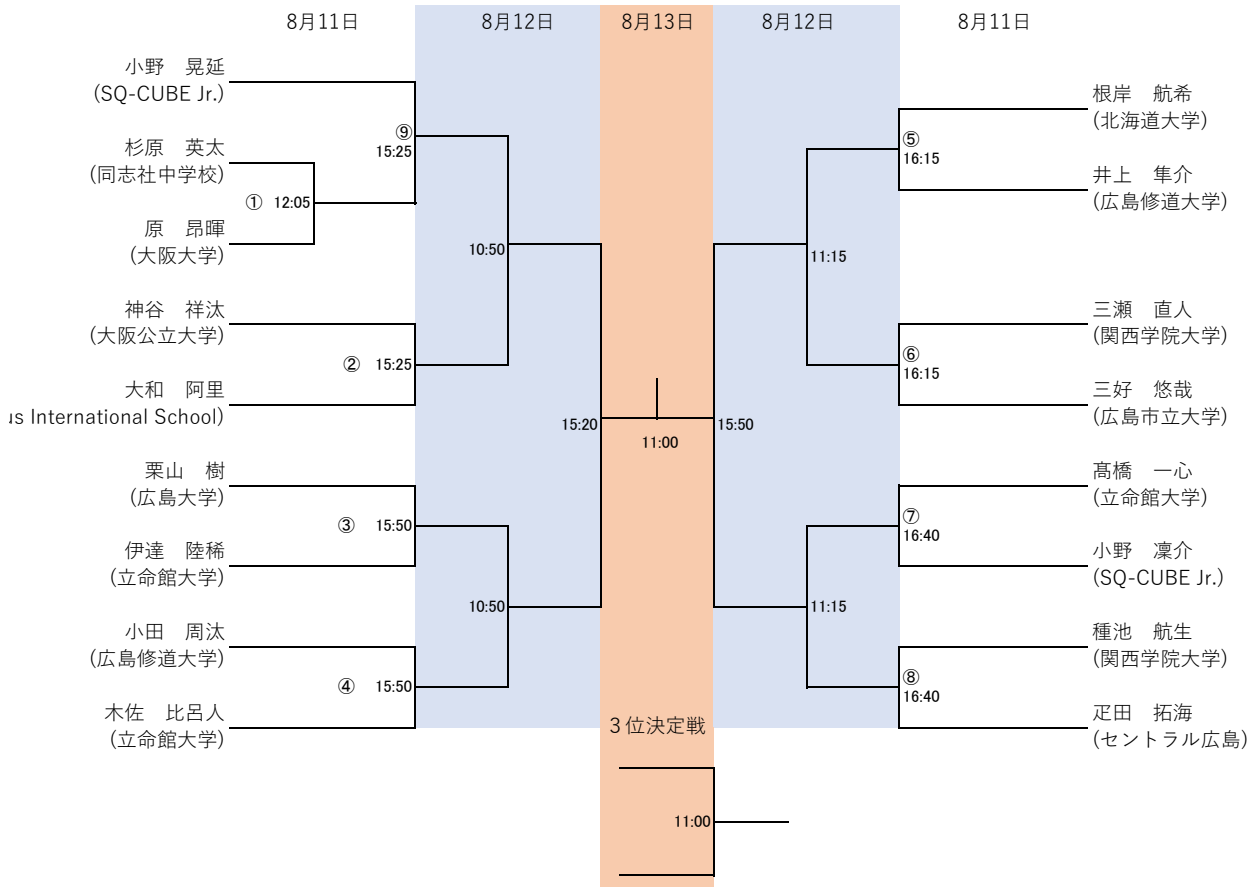 8月11日
8月12日
8月13日
8月12日
8月11日
小野　晃延
(SQ-CUBE Jr.)
⑨
15:25
杉原　英太
(同志社中学校)
① 12:05
原　昂暉
(大阪大学)
10:50
神谷　祥汰
(大阪公立大学)
② 15:25
大和　阿里
us International School)
15:20
栗山　樹
(広島大学)
③ 15:50
伊達　陸稀
(立命館大学)
10:50
小田　周汰
(広島修道大学)
④ 15:50
木佐　比呂人
(立命館大学)
11:00
根岸　航希
(北海道大学)
⑤
16:15
井上　隼介
(広島修道大学)
11:15
三瀬　直人
(関西学院大学)
⑥
16:15
三好　悠哉
(広島市立大学)
15:50
髙橋　一心
(立命館大学)
⑦
16:40
小野　凜介
(SQ-CUBE Jr.)
11:15
種池　航生
(関西学院大学)
⑧
16:40
疋田　拓海
(セントラル広島)
３位決定戦
11:00